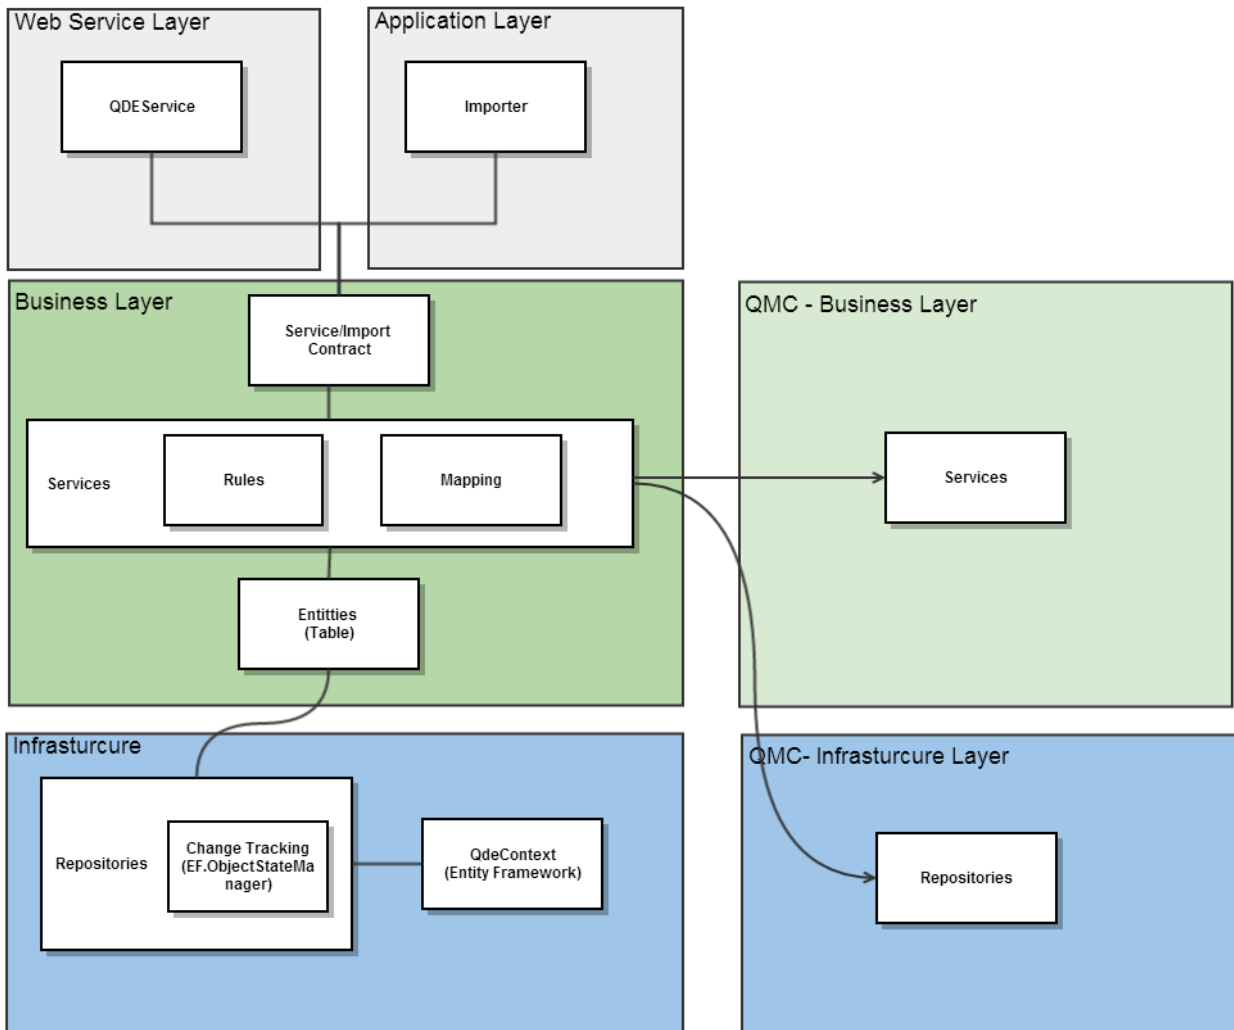 Web Service Layer
Application Layer
QDEService
Importer
Business Layer
Service/Import
Contract
QMC - Business Layer
Services
Rules
Mapping
Services
Entitties
(Table)
Infrasturcure
QMC- Infrasturcure Layer
Repositories
Change Tracking
(EF.ObjectStateMa
nager)
QdeContext
(Entity Framework)
Repositories